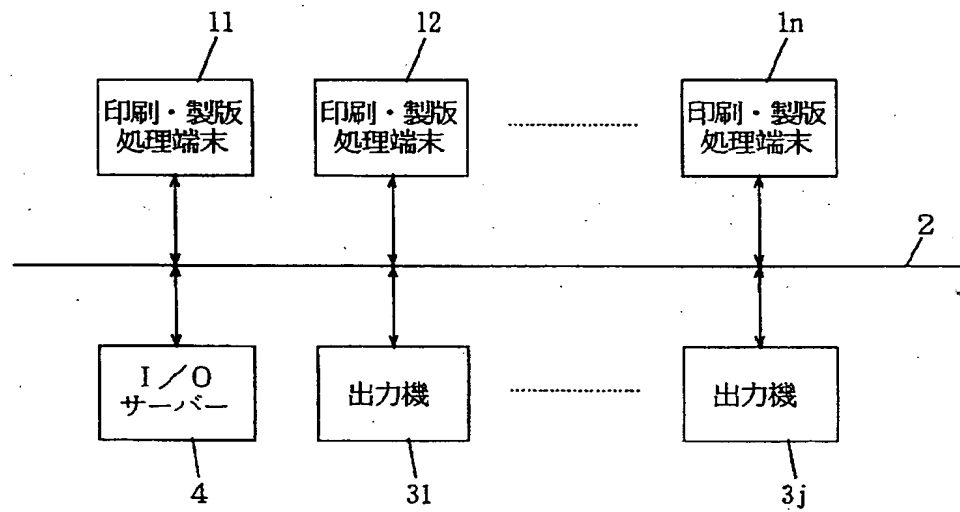 11
12
1n
印刷・製版
処理端末
印刷・製版
処理端末
印刷・製版
処理端末
2
I/O
サーバー
出力機
出力機
4
31
3j